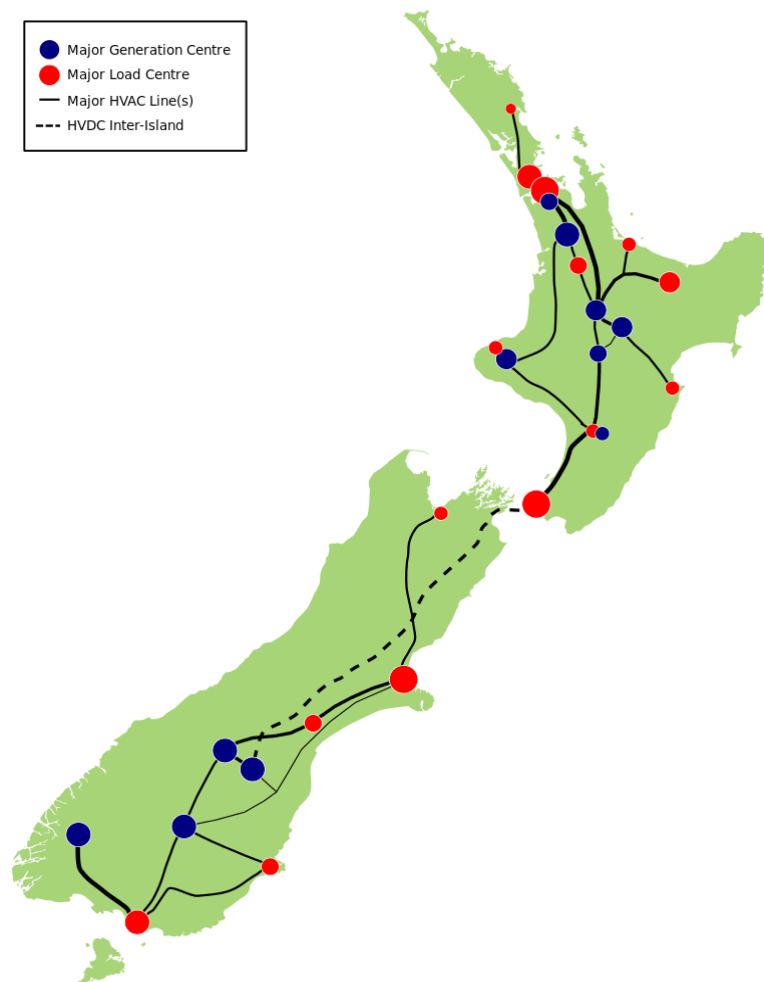 Major Generation Centre
Major Load Centre
Major HVAC Line(s)
HVDC Inter-Island